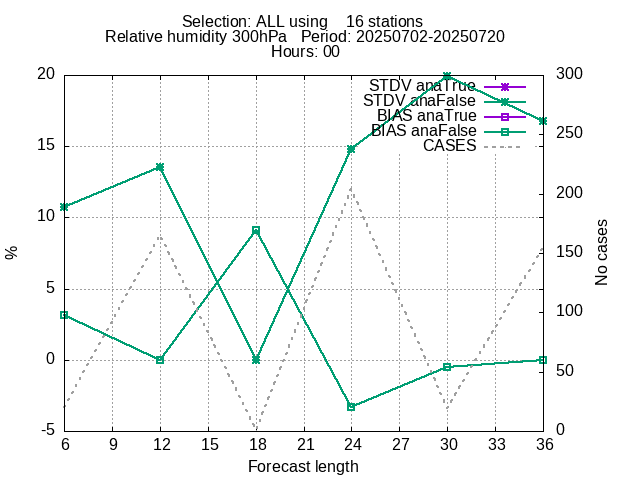 Selection: ALL using    16 stations
Relative humidity 300hPa   Period: 20250702-20250720
Hours: 00
STDV anaTrue
STDV anaFalse
BIAS anaTrue
BIAS anaFalse
CASES
20
15
10
5
0
-5
%
300
250
200
150
100
50
0
No cases
6 9 12 15 18 21 24 27 30 33 36
Forecast length